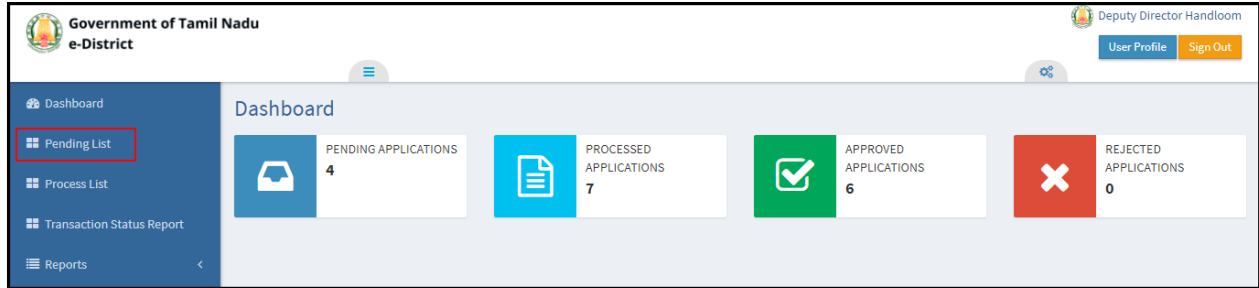 Government of Tamil Nadu
e-District
Deputy Director Handloom
User Profile
Sign Out
Dashboard
Pending List
Process List
Transaction Status Report
Reports
Dashboard
PENDING APPLICATIONS
4
PROCESSED
APPLICATIONS
7
APPROVED
APPLICATIONS
6
REJECTED
APPLICATIONS
0